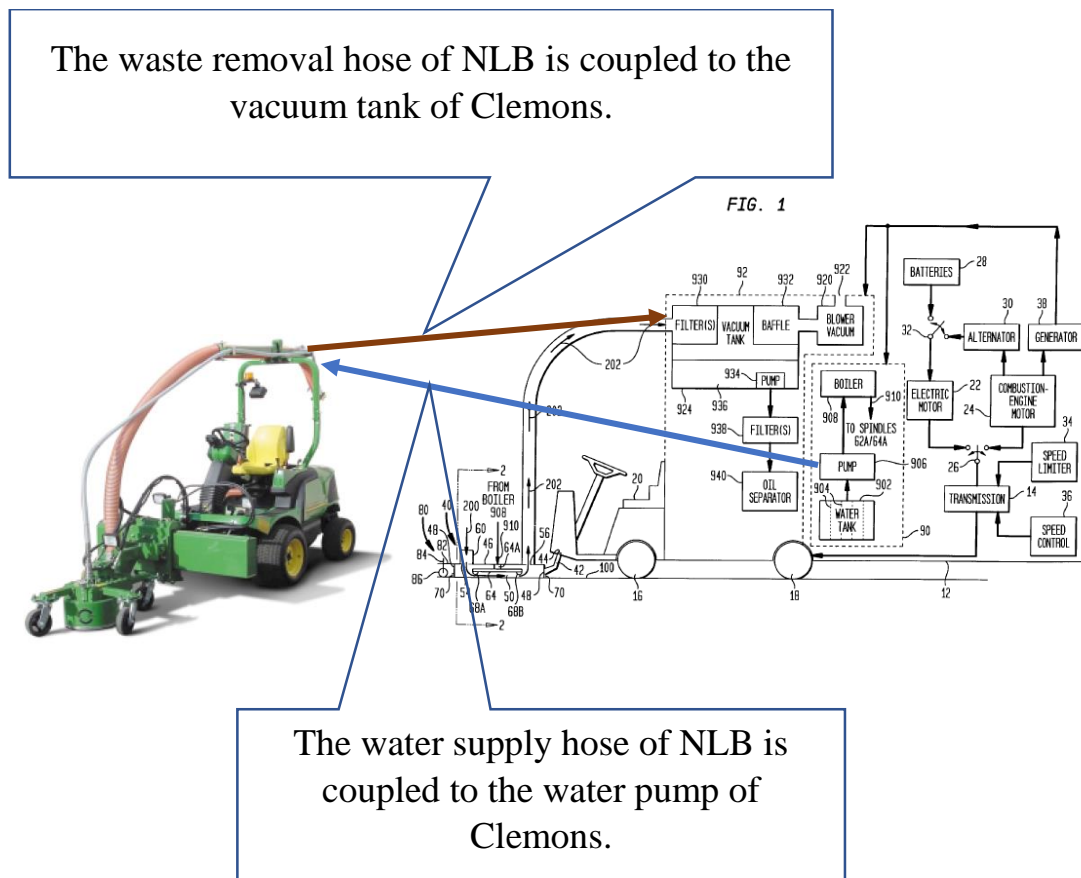 The waste removal hose of NLB is coupled to the
vacuum tank of Clemons.
FIG. 1
930
92
932
920
922
BATTERIES
28
30
38
FILTER(S)
VACUUM
TANK
BAFFLE
BLOWER
VACUUM
32
ALTERNATOR
GENERATOR
202
934
PUMP
924
936
BOILER
908
910
ELECTRIC
MOTOR
22
COMBUSTION-
ENGINE
MOTOR
24
TO SPINDLES
62A/64A
938
FILTER(S)
34
SPEED
LIMITER
PUMP
906
26
2
FROM
BOILER
908
202
20
940
OIL
SEPARATOR
904
902
WATER
TANK
TRANSMISSION
14
36
SPEED
CONTROL
80
40
200
60
910
48
46
64A
56
90
82
84
44
42
86
100
70
54
64
50
48
70
68A
68B
16
18
12
2
The water supply hose of NLB is
coupled to the water pump of
Clemons.